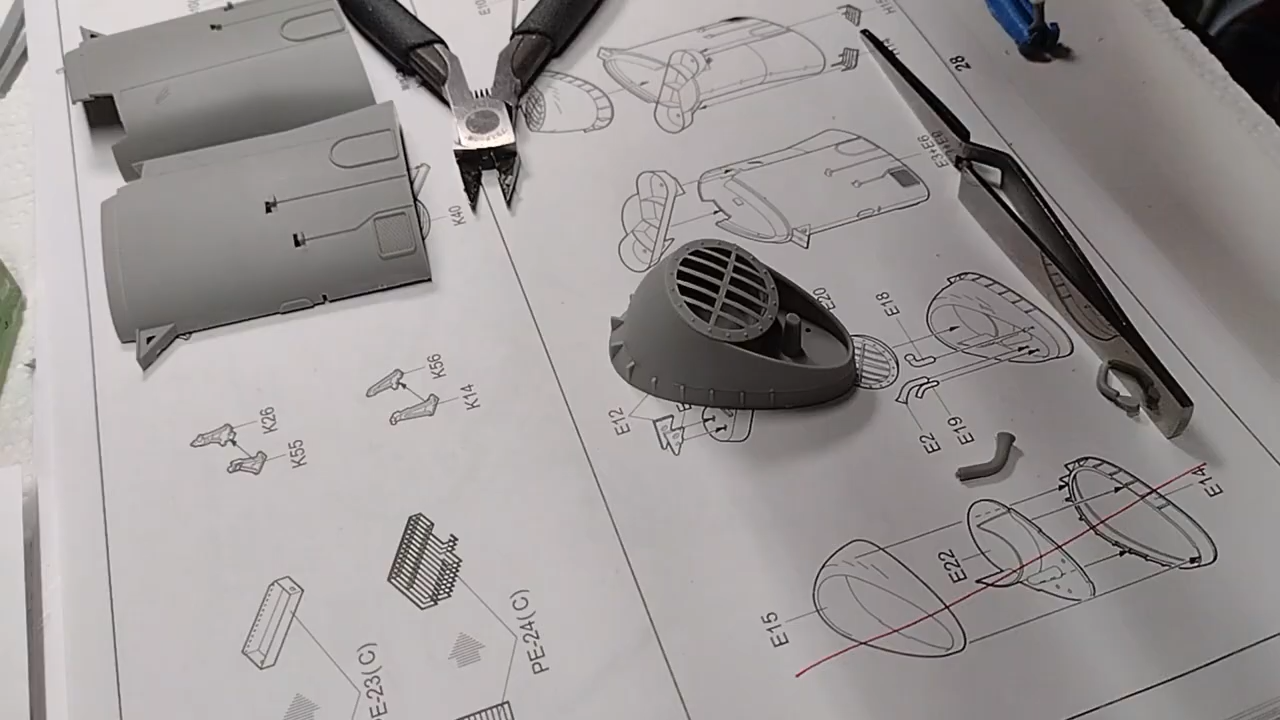 K40
28
E3+E6
E20
E18
K56
K14
K26
K55
E12
E2
E19
E14
E22
E15
PE-24(C)
PE-23(C)